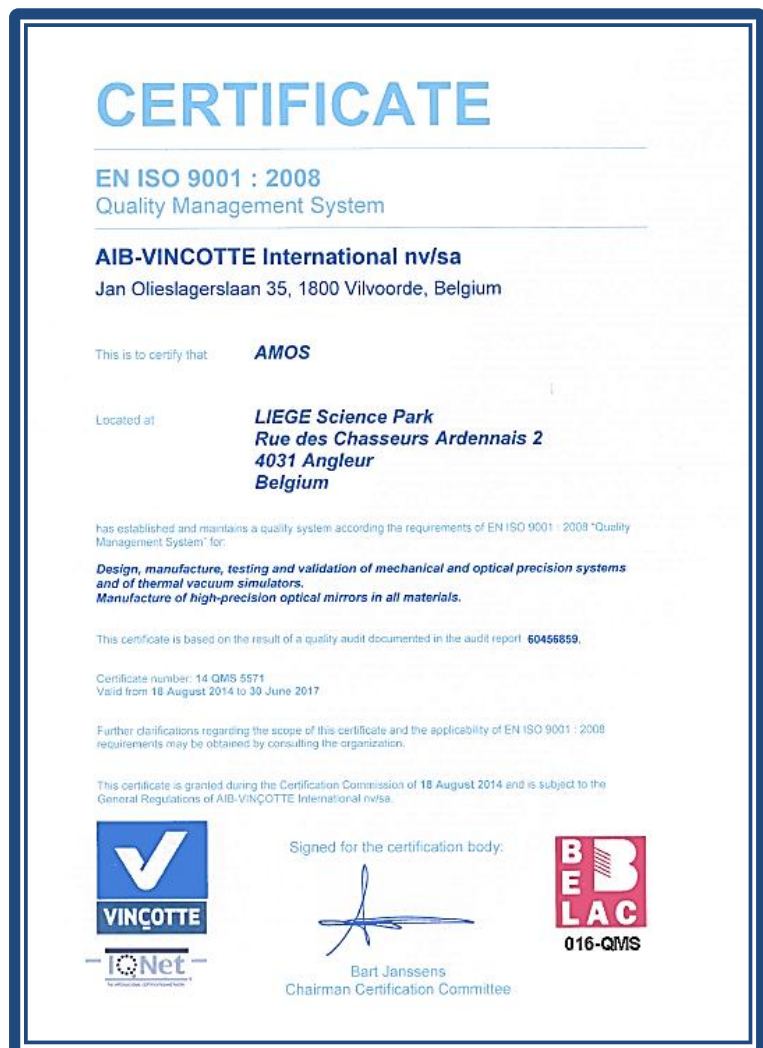 CERTIFICATE
EN ISO 9001 : 2008
Quality Management System
AIB-VINCOTTE International nv/sa
Jan Olieslagerslaan 35, 1800 Vilvoorde, Belgium
This is to certify that AMOS
Located at LIEGE Science Park
Rue des Chasseurs Ardennais 2
4031 Angleur
Belgium
has established and maintains a quality system according the requirements of EN ISO 9001 : 2008 "Quality
Management System" for:
Design, manufacture, testing and validation of mechanical and optical precision systems
and of thermal vacuum simulators.
Manufacture of high-precision optical mirrors in all materials.
This certificate is based on the result of a quality audit documented in the audit report 60456859.
Certificate number: 14 QMS 5571
Valid from 18 August 2014 to 30 June 2017
Further clarifications regarding the scope of this certificate and the applicability of EN ISO 9001 : 2008
requirements may be obtained by consulting the organization.
This certificate is granted during the Certification Commission of 18 August 2014 and is subject to the
General Regulations of AIB-VINÇOTTE International nv/sa.
Signed for the certification body:
VINÇOTTE
IQNet
Bart Janssens
Chairman Certification Committee
B
E
LAC
016-QMS